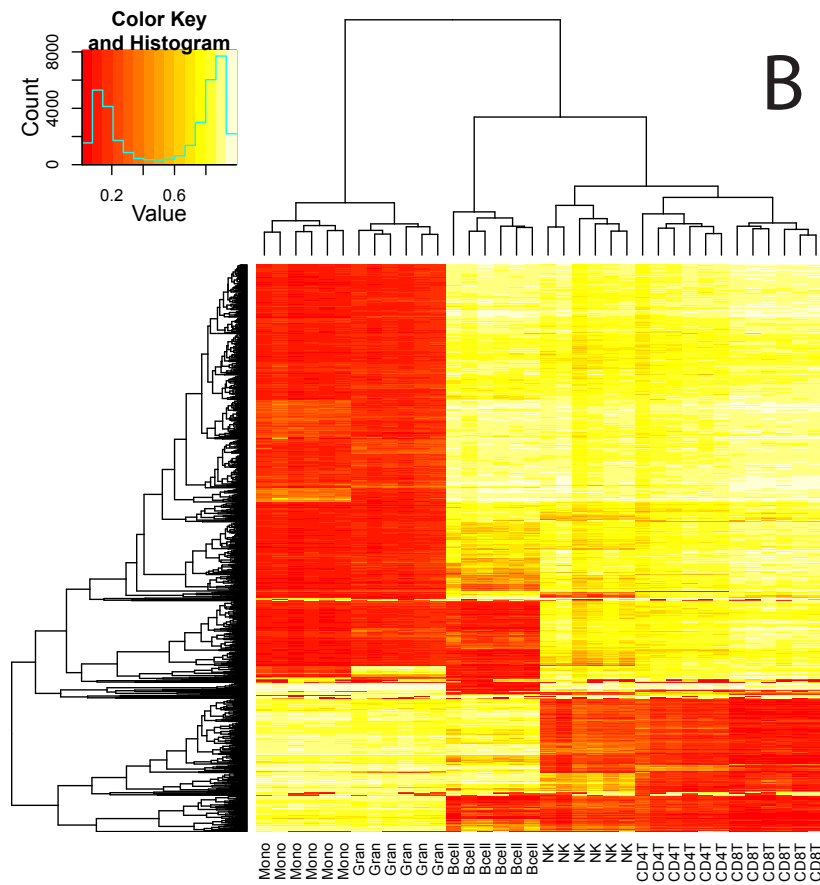 Color Key
and Histogram
B
8000
4000
0
Count
0.2
0.6
Value
Mono
Mono
Mono
Mono
Mono
Mono
Gran
Gran
Gran
Gran
Gran
Gran
Bcell
Bcell
Bcell
Bcell
Bcell
Bcell
NK
NK
NK
NK
NK
NK
CD4T
CD4T
CD4T
CD4T
CD4T
CD4T
CD8T
CD8T
CD8T
CD8T
CD8T
CD8T